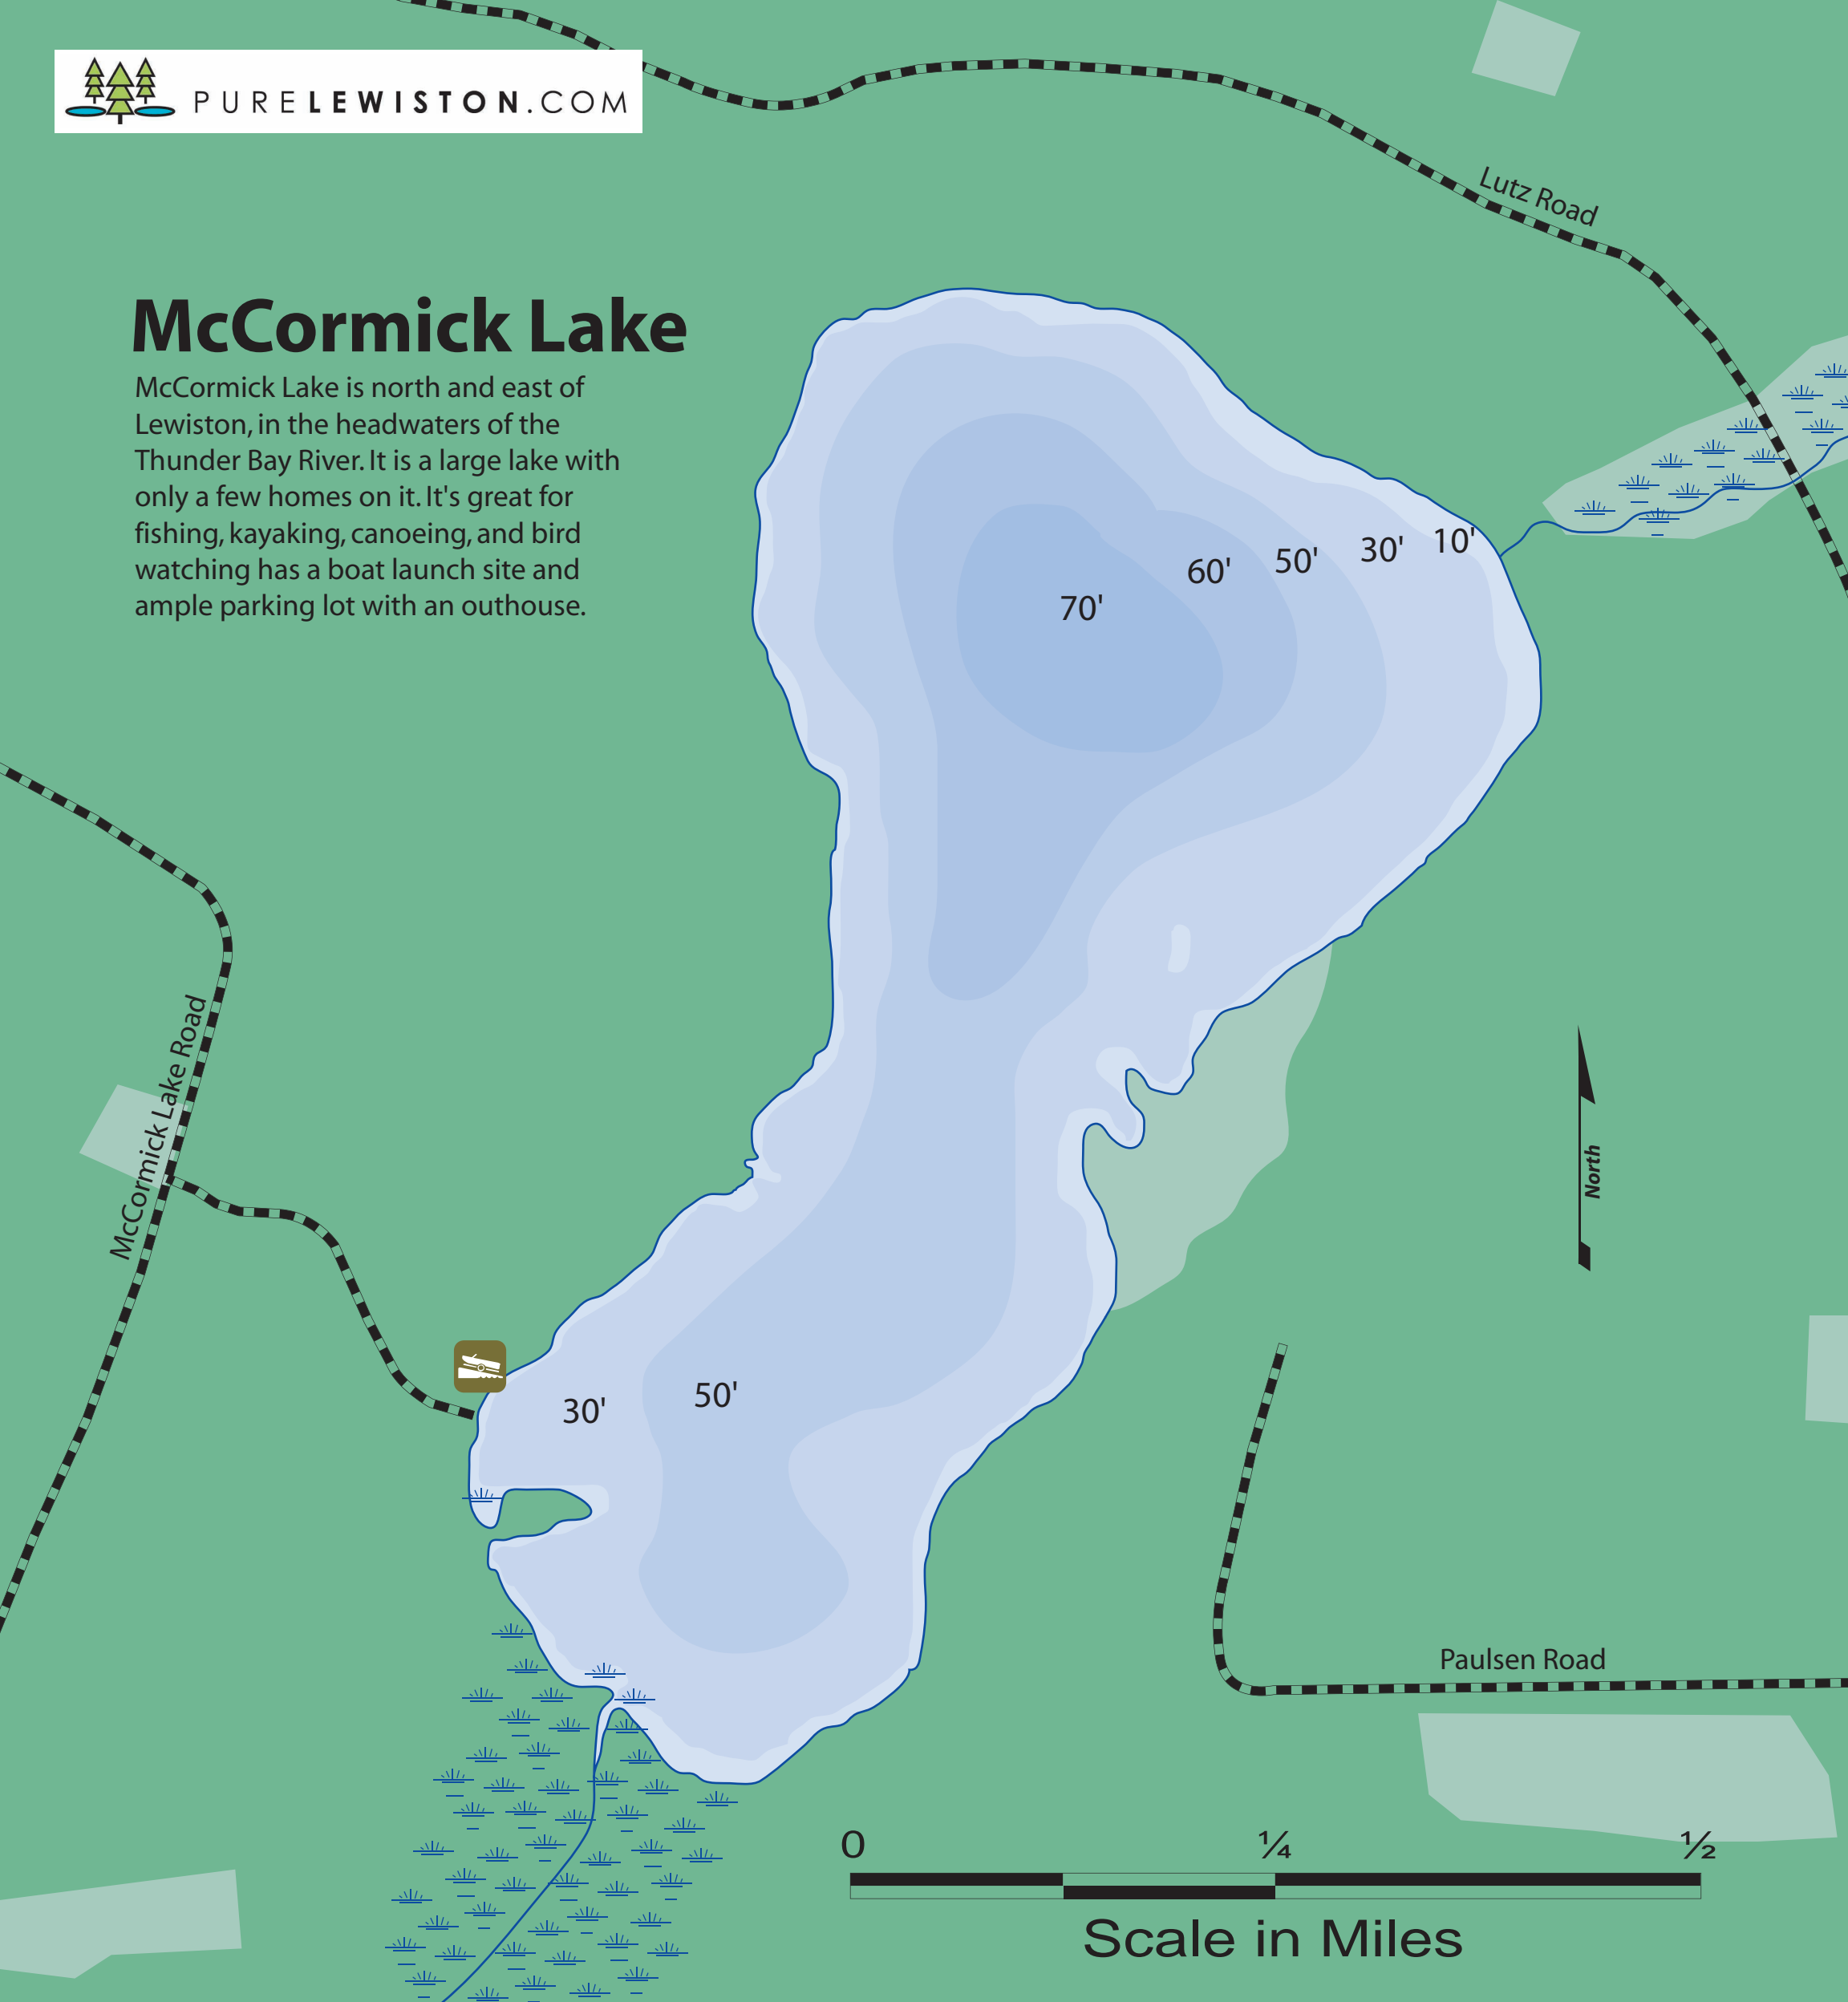 PURELEWISTON.COM
Lutz Road
McCormick Lake
McCormick Lake is north and east of
Lewiston, in the headwaters of the
Thunder Bay River. It is a large lake with
only a few homes on it. It's great for
fishing, kayaking, canoeing, and bird
watching has a boat launch site and
ample parking lot with an outhouse.
10'
30'
50'
60'
70'
McCormick Lake Road
North
30'
50'
Paulsen Road
0 ¼ ½
Scale in Miles